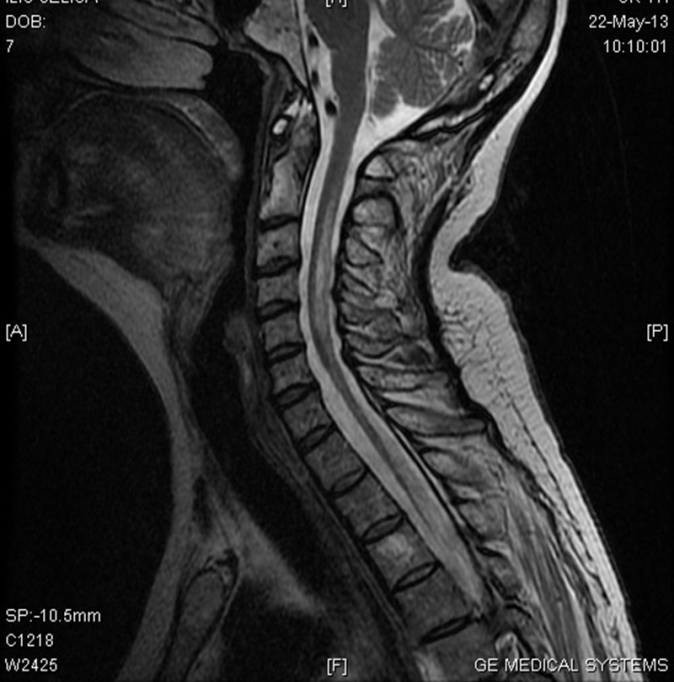 [H]
DOB:
7
22-May-13
10:10:01
[A]
[P]
SP:-10.5mm
C1218
W2425
[F]
GE MEDICAL SYSTEMS